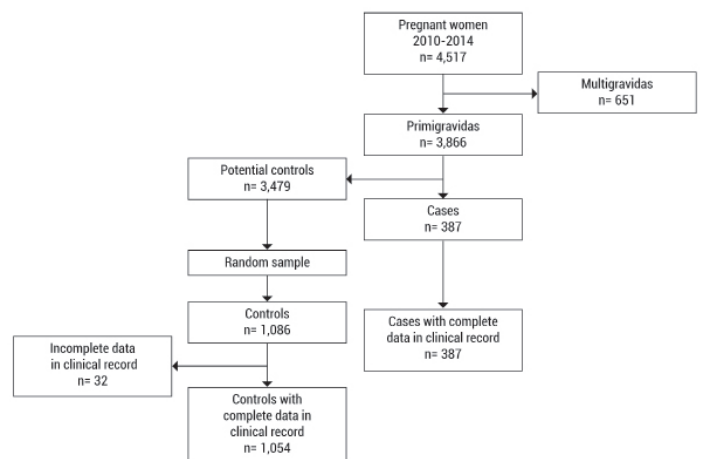 Pregnant women
2010-2014
n= 4,517
Multigravidas
n= 651
Primigravidas
n= 3,866
Potential controls
n= 3,479
Cases
n= 387
Random sample
Controls
n= 1,086
Cases with complete
data in clinical record
n= 387
Incomplete data
in clinical record
n= 32
Controls with
complete data in
clinical record
n= 1,054